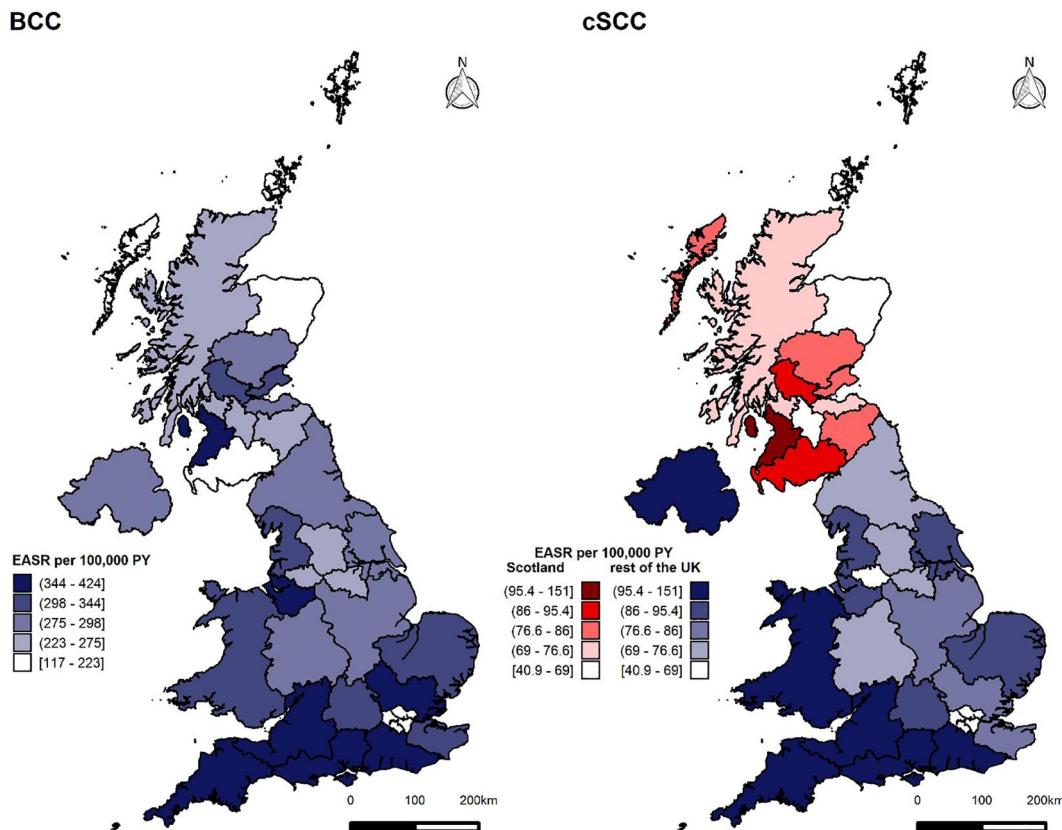 BCC
N
EASR per 100,000 PY
(344 - 424]
(298 - 344]
(275 - 298]
(223 - 275]
[117 - 223]
0 100 200km
cSCC
N
EASR per 100,000 PY
Scotland rest of the UK
(95.4 - 151] (95.4 - 151]
(86 - 95.4] (86 - 95.4]
(76.6 - 86] (76.6 - 86]
(69 - 76.6] (69 - 76.6]
[40.9 - 69] [40.9 - 69]
0 100 200km